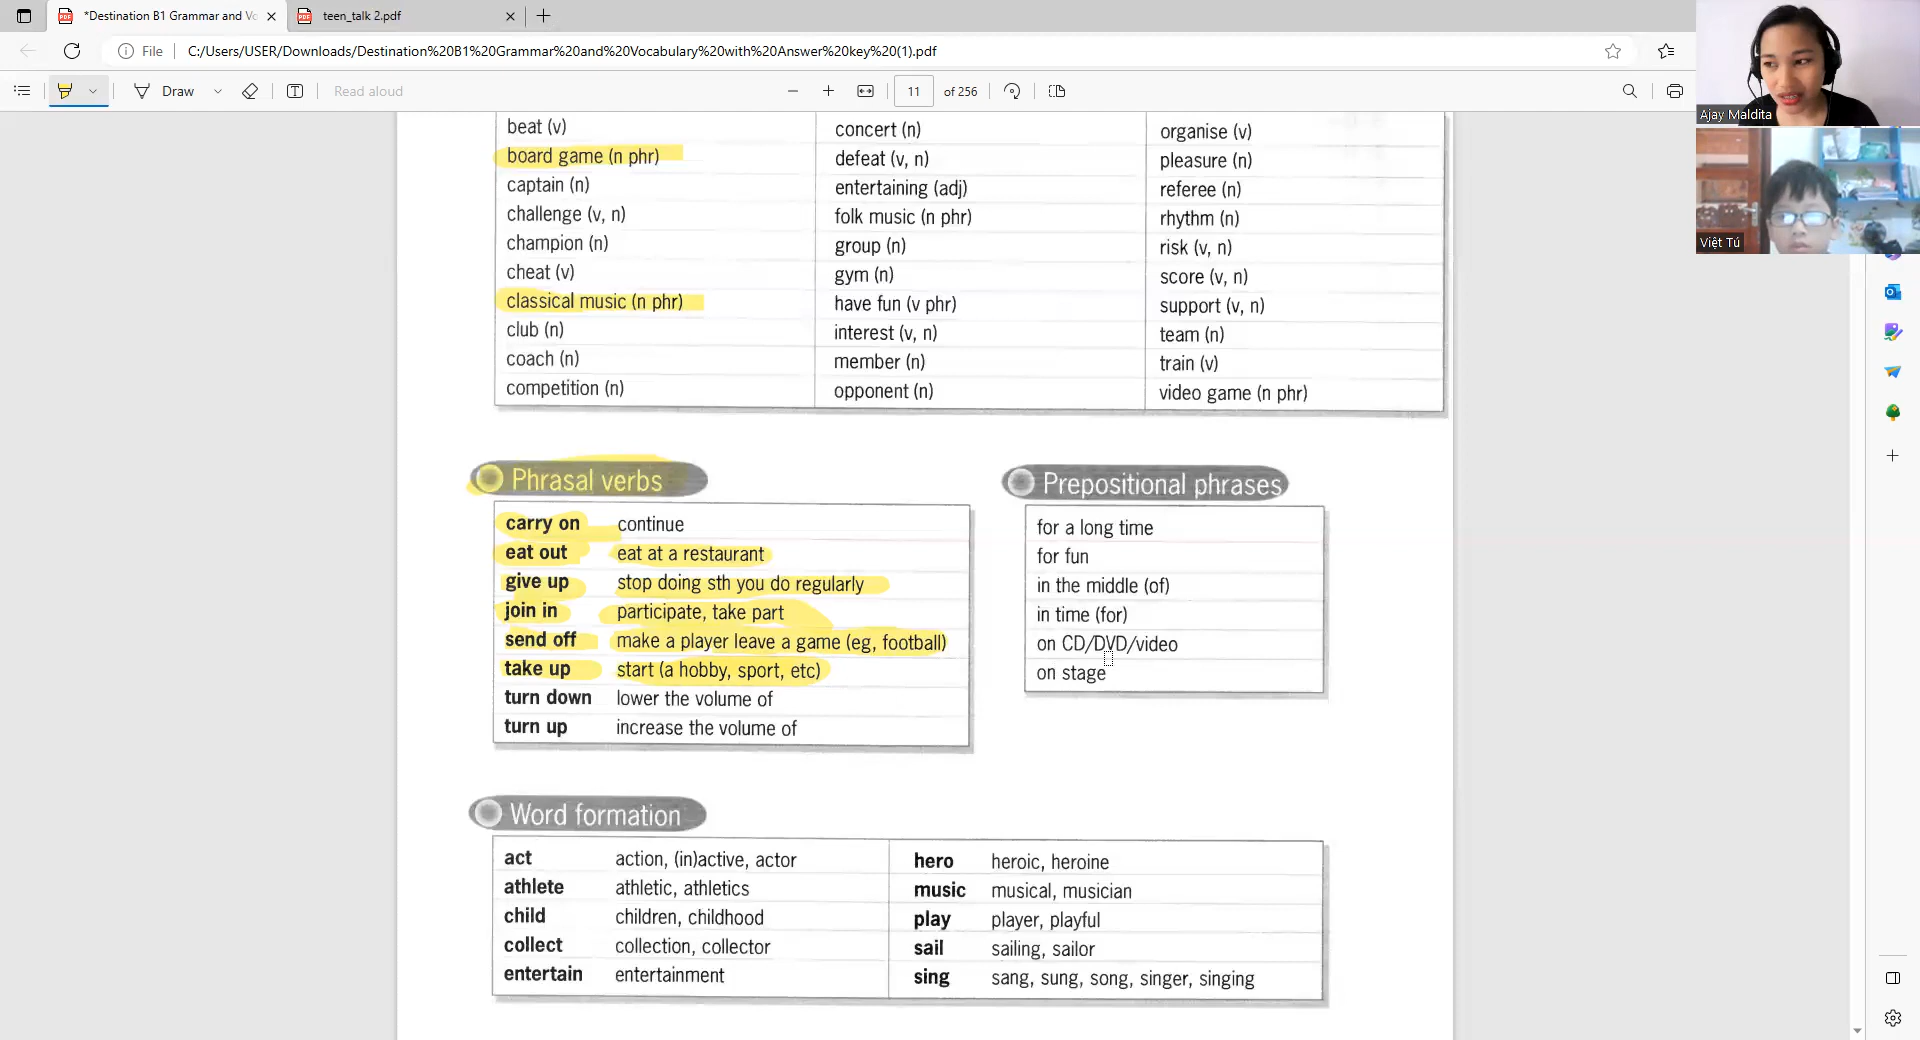 *Destination B1 Grammar and Vo
teen_talk 2.pdf
File
C:/Users/USER/Downloads/Destination%20B1%20Grammar%20and%20Vocabulary%20with%20Answer%20key%20(1).pdf
Draw
Read aloud
11
of 256
Ajay Maldita
Việt Tú
beat (v)
board game (n phr)
captain (n)
challenge (v, n)
champion (n)
cheat (v)
classical music (n phr)
club (n)
coach (n)
competition (n)
concert (n)
defeat (v, n)
entertaining (adj)
folk music (n phr)
group (n)
gym (n)
have fun (v phr)
interest (v, n)
member (n)
opponent (n)
organise (v)
pleasure (n)
referee (n)
rhythm (n)
risk (v, n)
score (v, n)
support (v, n)
team (n)
train (v)
video game (n phr)
Phrasal verbs
carry on continue
eat out eat at a restaurant
give up stop doing sth you do regularly
join in participate, take part
send off make a player leave a game (eg, football)
take up start (a hobby, sport, etc)
turn down lower the volume of
turn up increase the volume of
Prepositional phrases
for a long time
for fun
in the middle (of)
in time (for)
on CD/DVD/video
on stage
Word formation
act action, (in)active, actor
athlete athletic, athletics
child children, childhood
collect collection, collector
entertain entertainment
hero heroic, heroine
music musical, musician
play player, playful
sail sailing, sailor
sing sang, sung, song, singer, singing